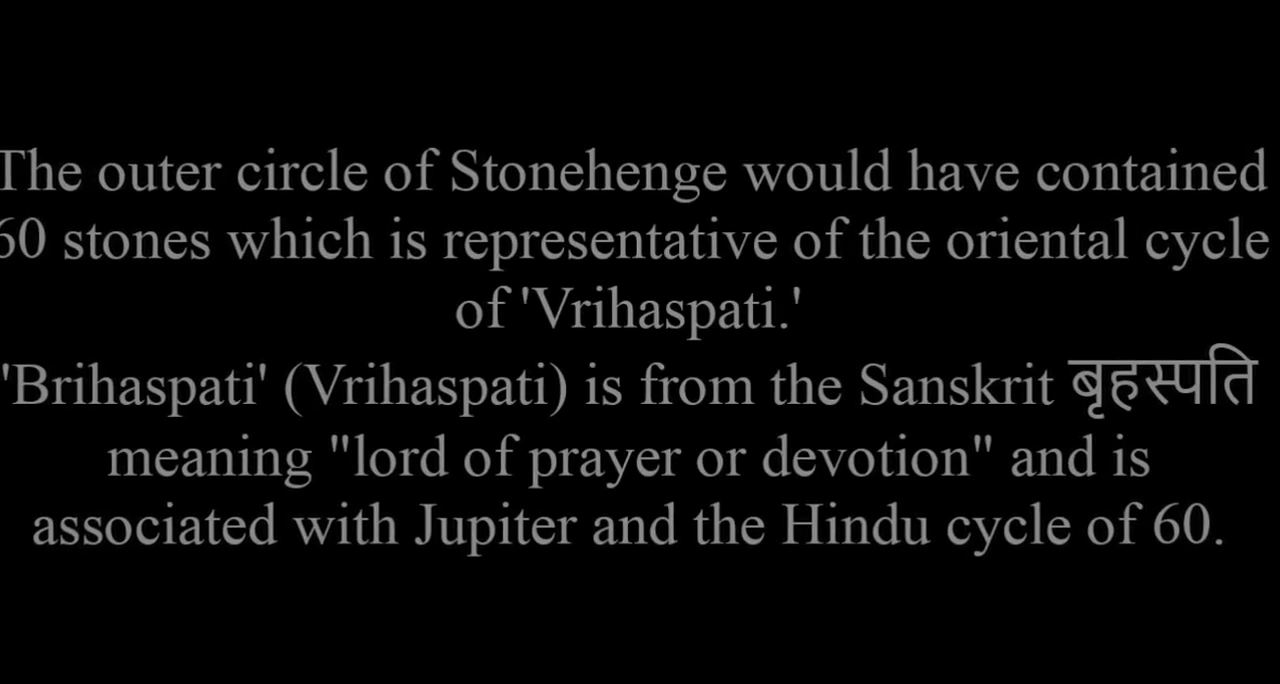 The outer circle of Stonehenge would have contained
60 stones which is representative of the oriental cycle
of 'Vrihaspati.'
'Brihaspati' (Vrihaspati) is from the Sanskrit बृहस्पति
meaning "lord of prayer or devotion" and is
associated with Jupiter and the Hindu cycle of 60.